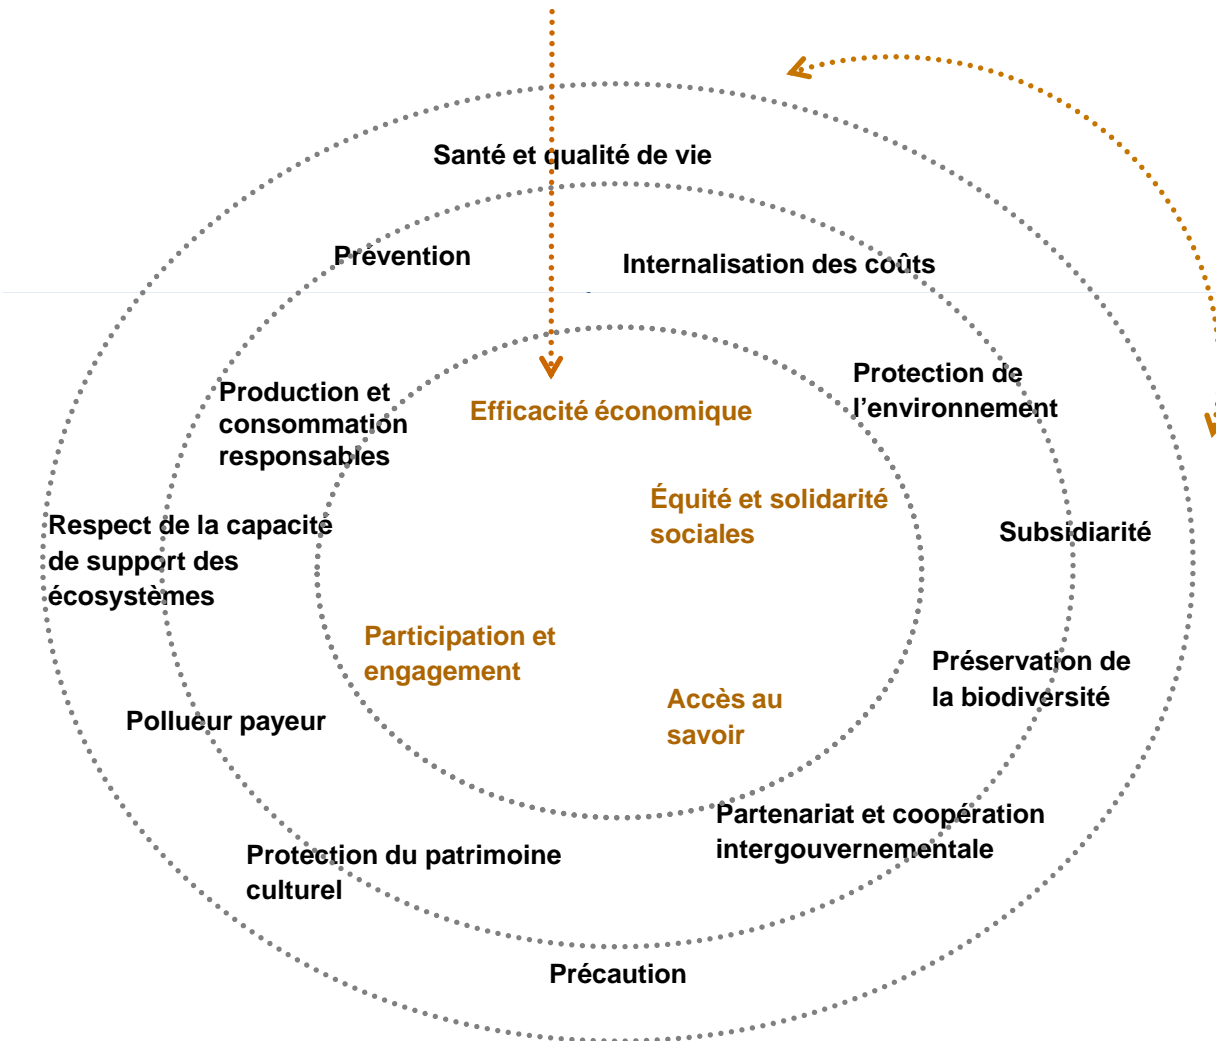 Santé et qualité de vie
Prévention
Internalisation des coûts
Production et
consommation
responsables
Protection de
l'environnement
Efficacité économique
Équité et solidarité
sociales
Respect de la capacité
de support des
écosystèmes
Subsidiarité
Participation et
engagement
Préservation de
la biodiversité
Pollueur payeur
Accès au
savoir
Partenariat et coopération
intergouvernementale
Protection du patrimoine
culturel
Précaution